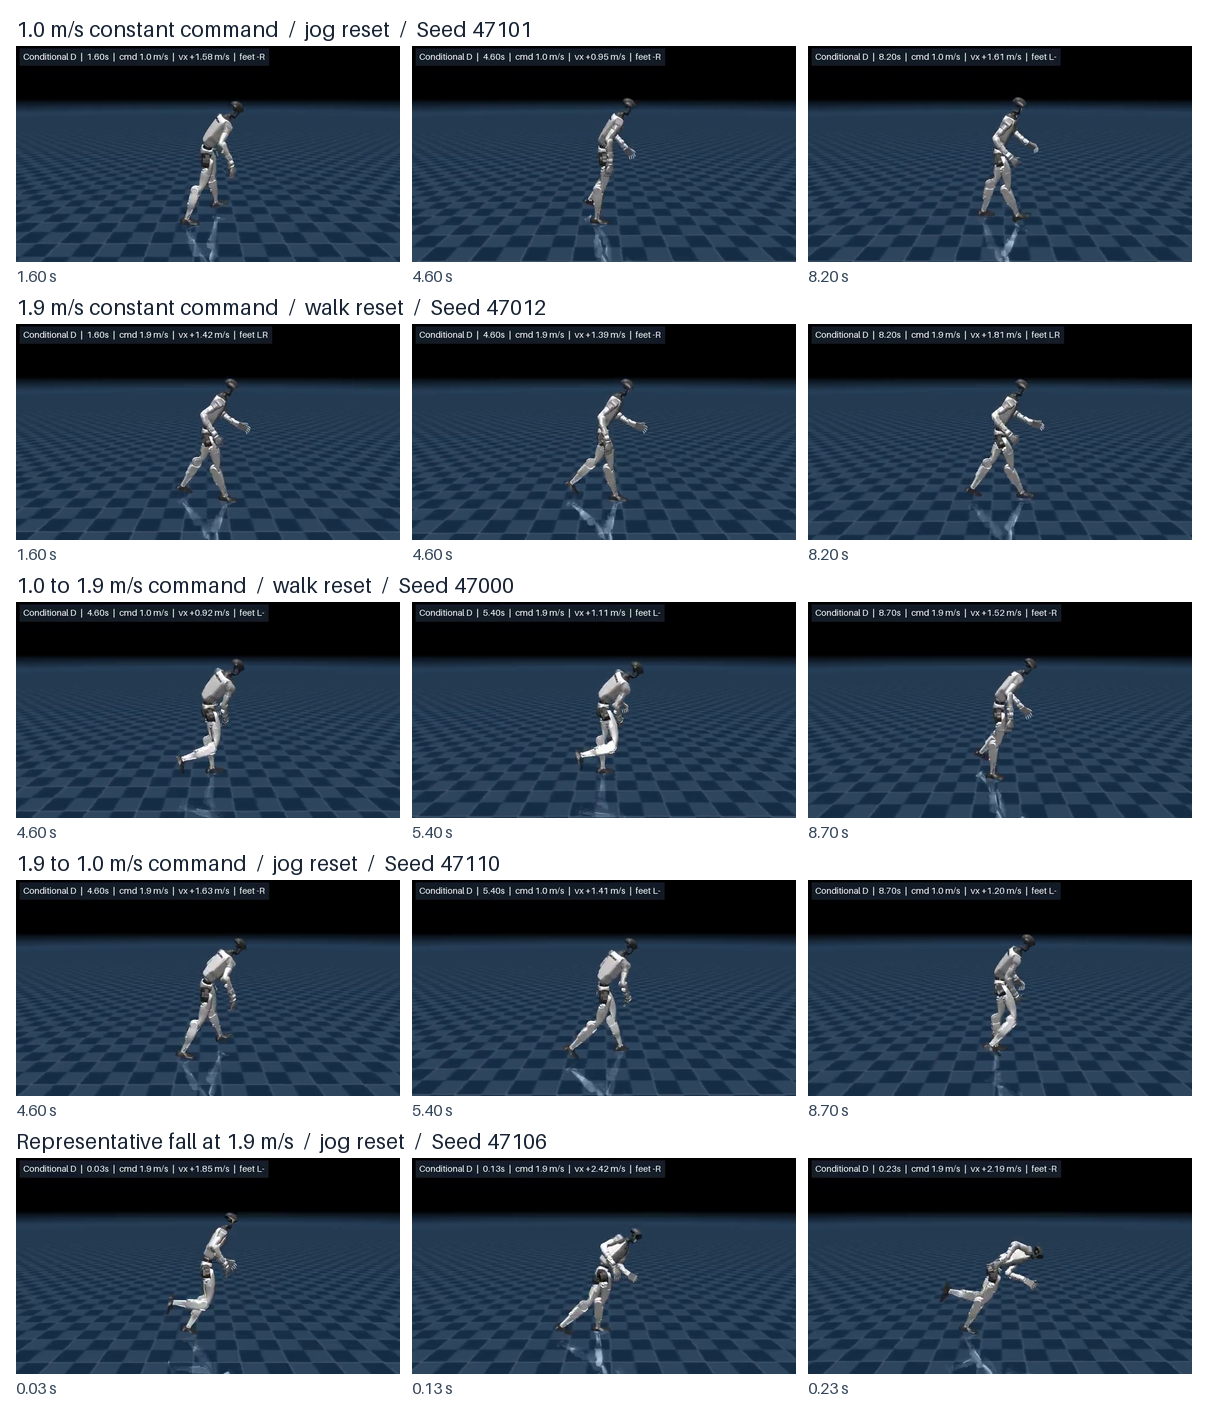 1.0 m/s constant command / jog reset / Seed 47101
Conditional D | 1.60s | cmd 1.0 m/s | vx +1.58 m/s | feet -R
Conditional D | 4.60s | cmd 1.0 m/s | vx +0.95 m/s | feet -R
Conditional D | 8.20s | cmd 1.0 m/s | vx +1.61 m/s | feet L-
1.60 s
4.60 s
8.20 s
1.9 m/s constant command / walk reset / Seed 47012
Conditional D | 1.60s | cmd 1.9 m/s | vx +1.42 m/s | feet LR
Conditional D | 4.60s | cmd 1.9 m/s | vx +1.39 m/s | feet -R
Conditional D | 8.20s | cmd 1.9 m/s | vx +1.81 m/s | feet LR
1.60 s
4.60 s
8.20 s
1.0 to 1.9 m/s command / walk reset / Seed 47000
Conditional D | 4.60s | cmd 1.0 m/s | vx +0.92 m/s | feet L-
Conditional D | 5.40s | cmd 1.9 m/s | vx +1.11 m/s | feet L-
Conditional D | 8.70s | cmd 1.9 m/s | vx +1.52 m/s | feet -R
4.60 s
5.40 s
8.70 s
1.9 to 1.0 m/s command / jog reset / Seed 47110
Conditional D | 4.60s | cmd 1.9 m/s | vx +1.63 m/s | feet -R
Conditional D | 5.40s | cmd 1.0 m/s | vx +1.41 m/s | feet L-
Conditional D | 8.70s | cmd 1.0 m/s | vx +1.20 m/s | feet L-
4.60 s
5.40 s
8.70 s
Representative fall at 1.9 m/s / jog reset / Seed 47106
Conditional D | 0.03s | cmd 1.9 m/s | vx +1.85 m/s | feet L-
Conditional D | 0.13s | cmd 1.9 m/s | vx +2.42 m/s | feet -R
Conditional D | 0.23s | cmd 1.9 m/s | vx +2.19 m/s | feet -R
0.03 s
0.13 s
0.23 s